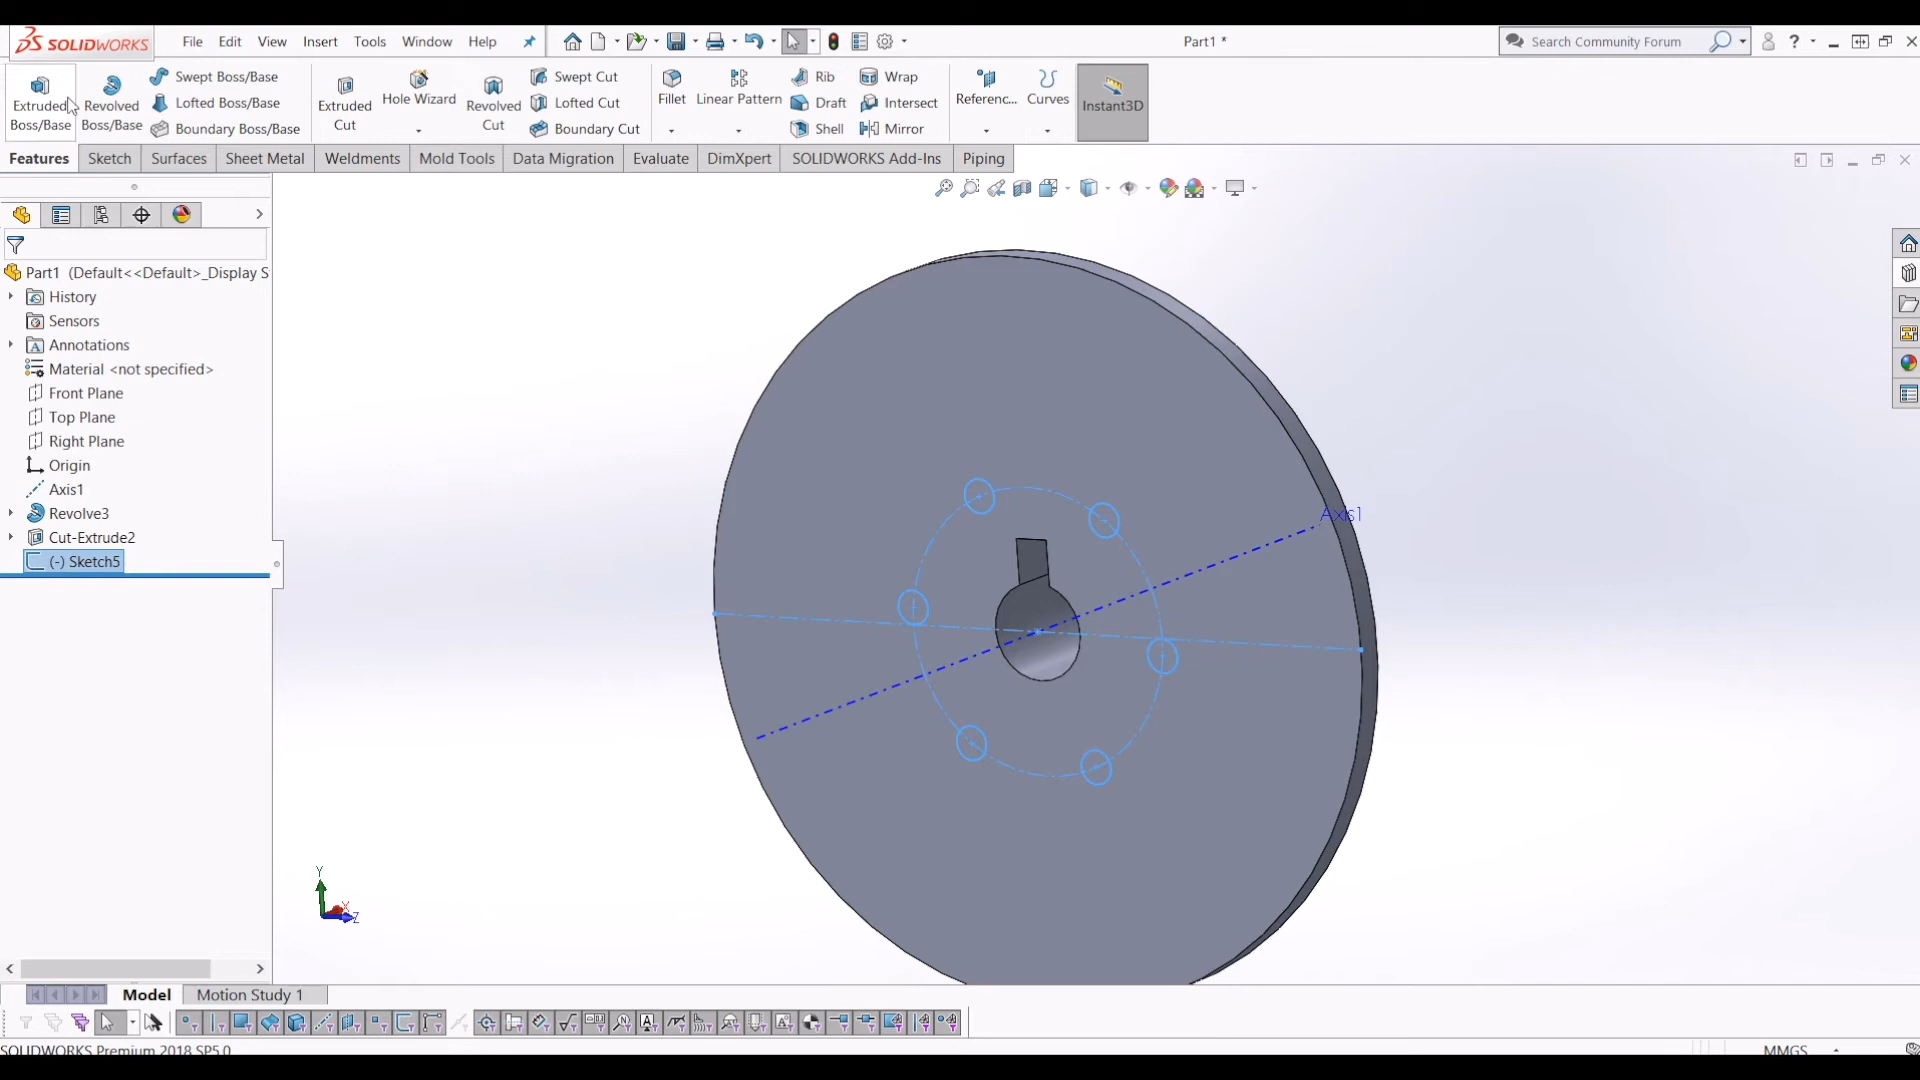 SOLIDWORKS File Edit View Insert Tools Window Help Part1 * Search Community Forum ?
Extruded Boss/Base
Revolved Boss/Base
Swept Boss/Base
Lofted Boss/Base
Boundary Boss/Base
Extruded Cut
Hole Wizard
Revolved Cut
Swept Cut
Lofted Cut
Boundary Cut
Fillet
Linear Pattern
Rib
Draft
Shell
Wrap
Intersect
Mirror
Referenc...
Curves
Instant3D
Features Sketch Surfaces Sheet Metal Weldments Mold Tools Data Migration Evaluate DimXpert SOLIDWORKS Add-Ins Piping
Part1 (Default<<Default>_Display S
History
Sensors
Annotations
Material <not specified>
Front Plane
Top Plane
Right Plane
Origin
Axis1
Revolve3
Cut-Extrude2
(-) Sketch5
Axis1
Y
X
Z
Model Motion Study 1
SOLIDWORKS Premium 2018 SP5.0 MMGS